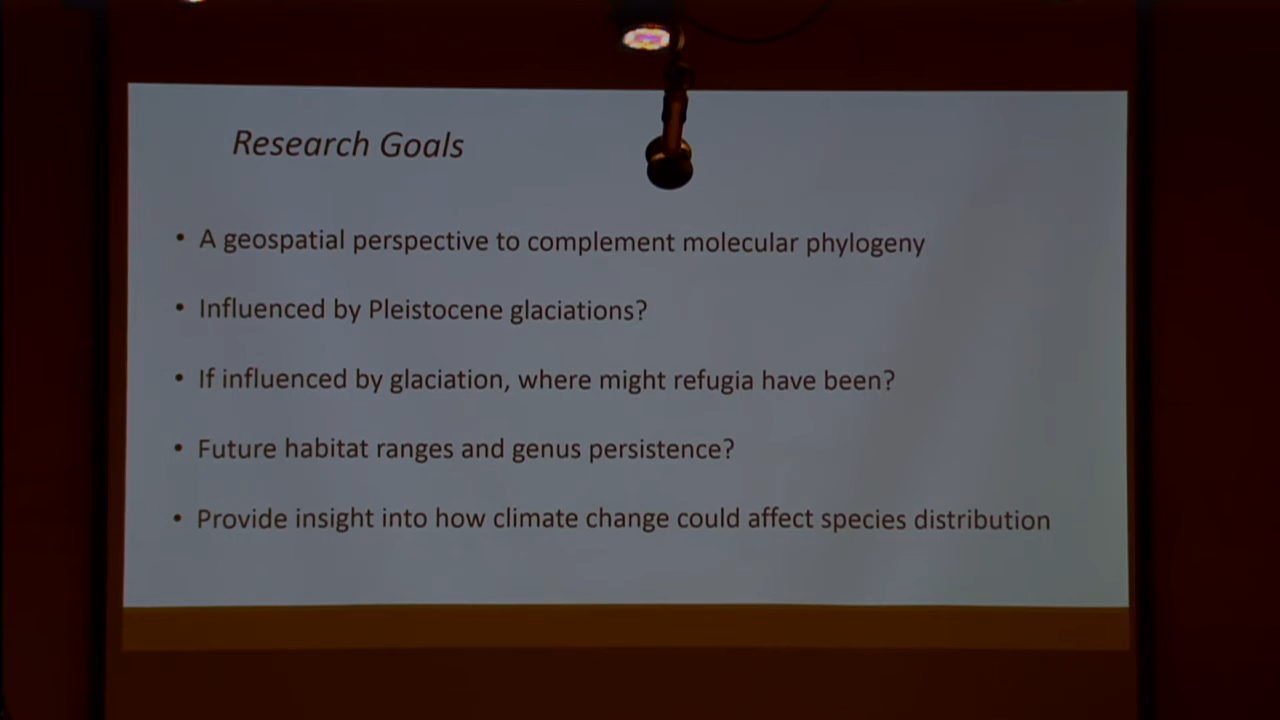 Research Goals
• A geospatial perspective to complement molecular phylogeny
• Influenced by Pleistocene glaciations?
• If influenced by glaciation, where might refugia have been?
• Future habitat ranges and genus persistence?
• Provide insight into how climate change could affect species distribution